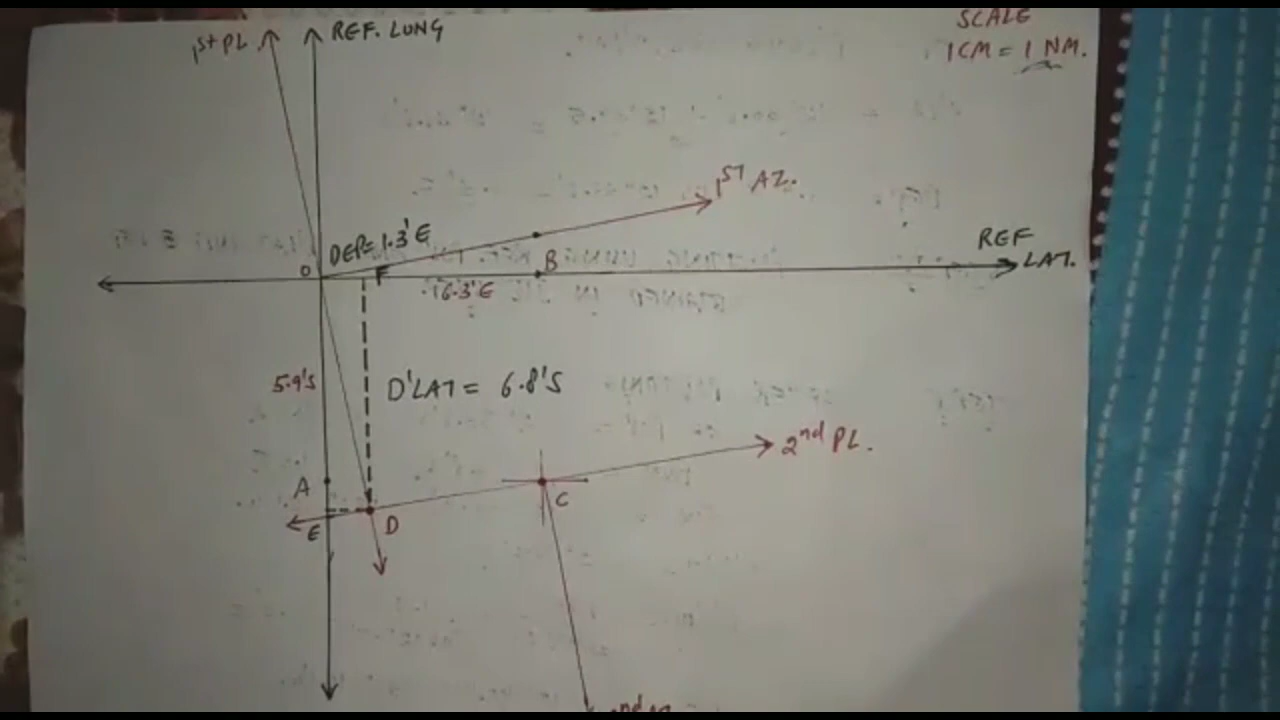 1st PL
REF. LONG
SCALE
1CM = 1 NM.
1ST AZ.
DEP= 1.3'E
REF
LAT.
O
F
B
6.3'E
5.9'S
D'LAT = 6.8'S
2nd PL.
A
C
E
D